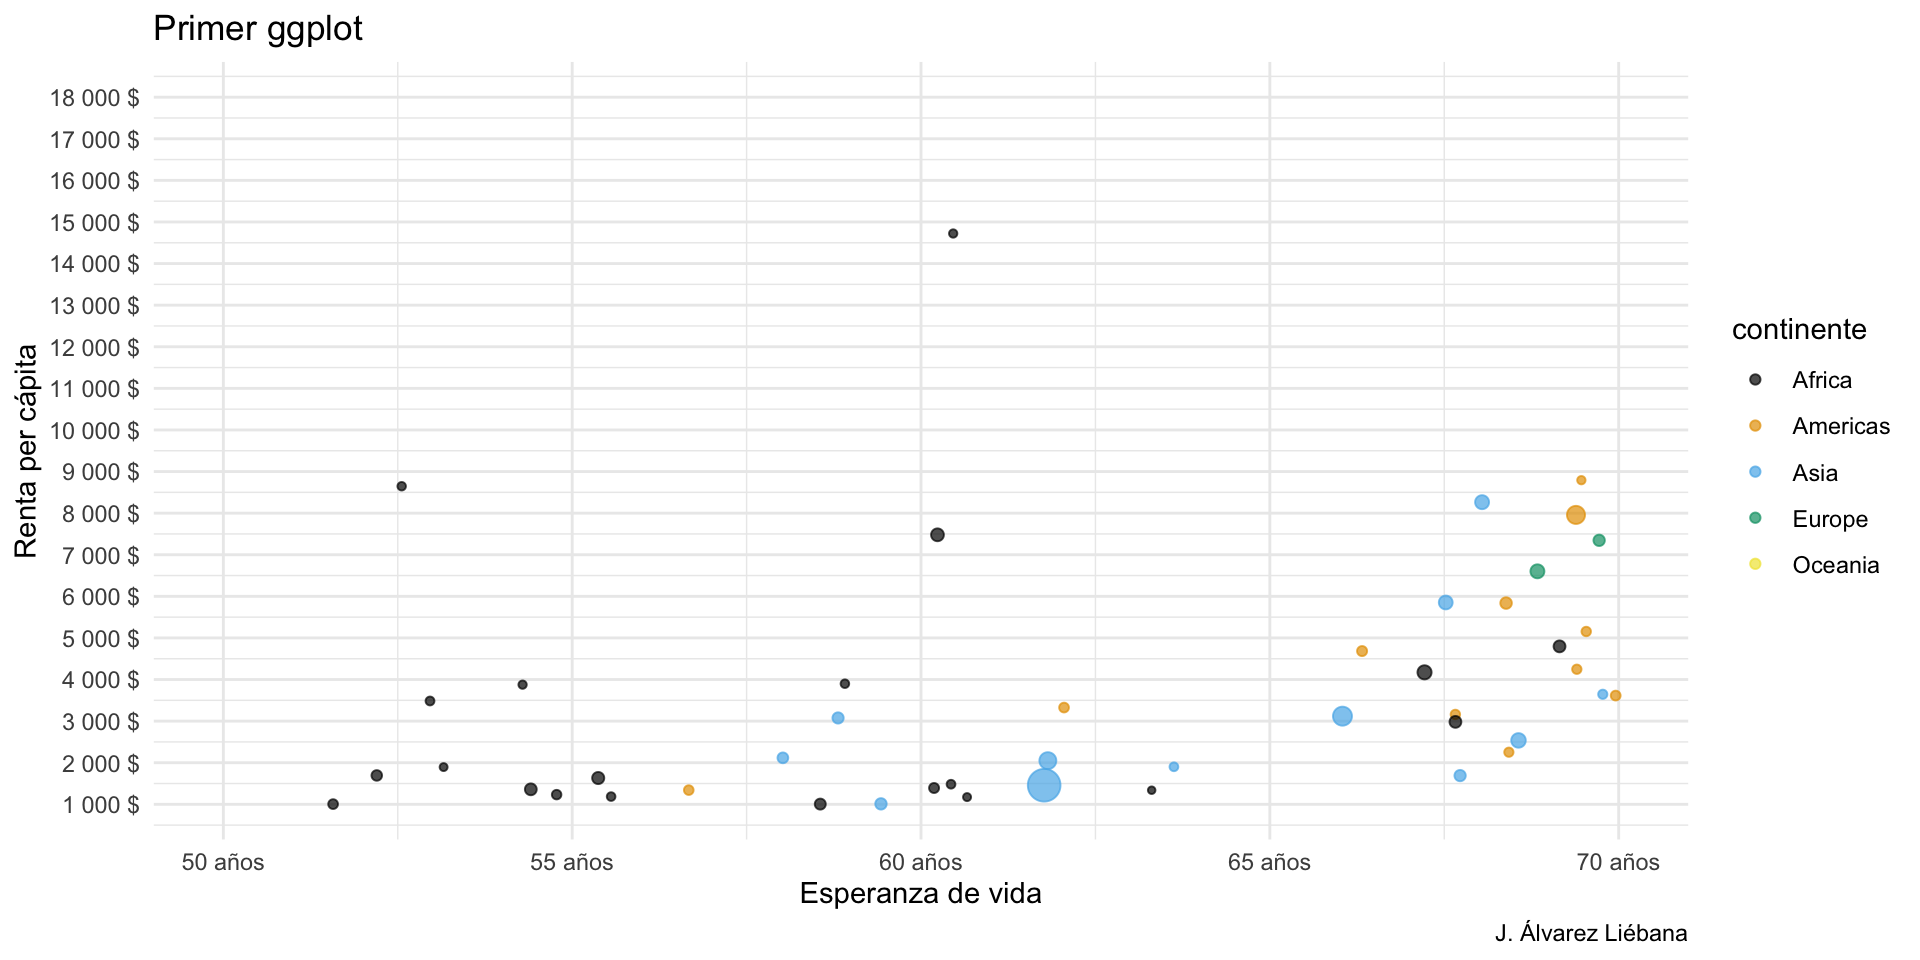 Primer ggplot
18 000 $
17 000 $
16 000 $
15 000 $
14 000 $
13 000 $
12 000 $
11 000 $
10 000 $
9 000 $
8 000 $
7 000 $
6 000 $
5 000 $
4 000 $
3 000 $
2 000 $
1 000 $
Renta per cápita
50 años
55 años
60 años
65 años
70 años
Esperanza de vida
continente
Africa
Americas
Asia
Europe
Oceania
J. Álvarez Liébana